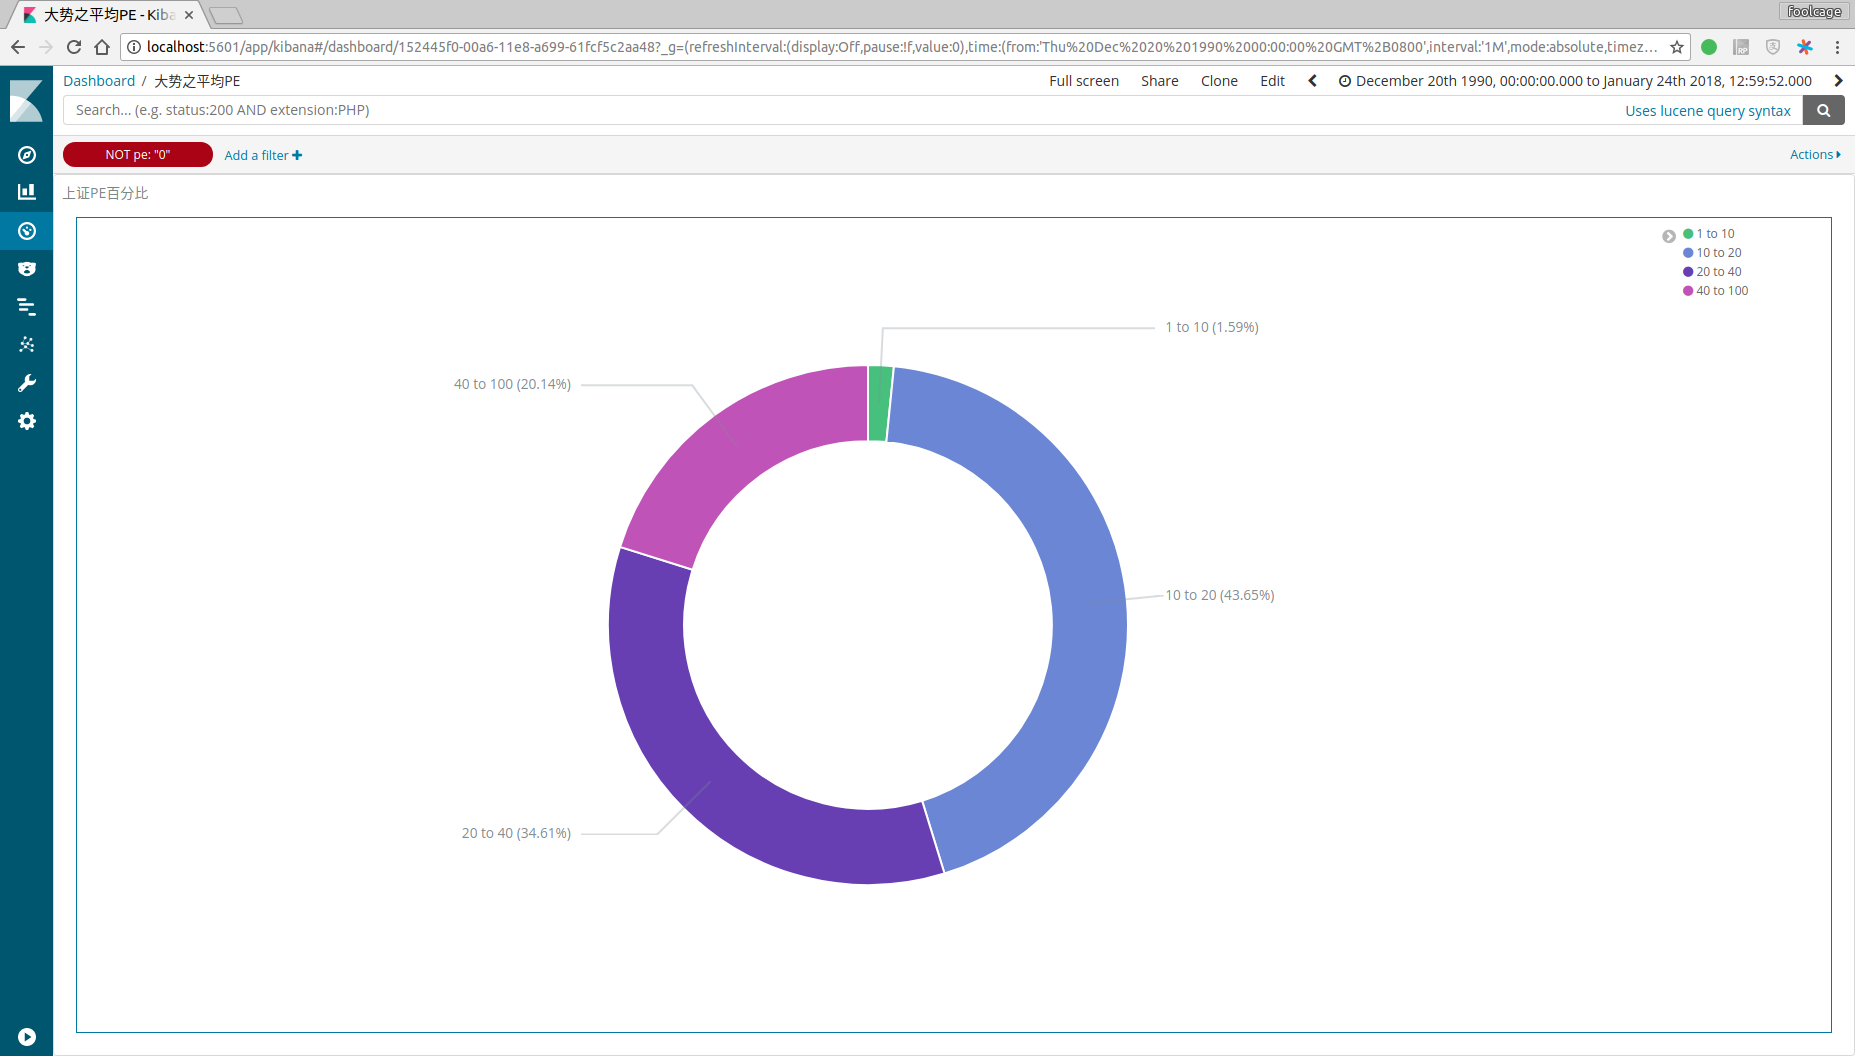 大势之平均PE - Kiba
foolcage
localhost:5601/app/kibana#/dashboard/152445f0-00a6-11e8-a699-61fcf5c2aa48?_g=(refreshInterval:(display:Off,pause:!f,value:0),time:(from:'Thu%20Dec%2020%201990%2000:00:00%20GMT%2B0800',interval:'1M',mode:absolute,timez...
Dashboard / 大势之平均PE
Full screen Share Clone Edit December 20th 1990, 00:00:00.000 to January 24th 2018, 12:59:52.000
Search... (e.g. status:200 AND extension:PHP)
Uses lucene query syntax
NOT pe: "0" Add a filter
Actions
上证PE百分比
1 to 10
10 to 20
20 to 40
40 to 100
1 to 10 (1.59%)
40 to 100 (20.14%)
10 to 20 (43.65%)
20 to 40 (34.61%)